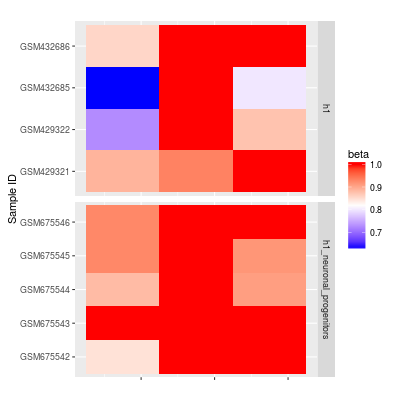 GSM432686
GSM432685
GSM429322
GSM429321
h1
GSM675546
GSM675545
GSM675544
GSM675543
GSM675542
h1_neuronal_progenitors
Sample ID
beta
1.0
0.9
0.8
0.7